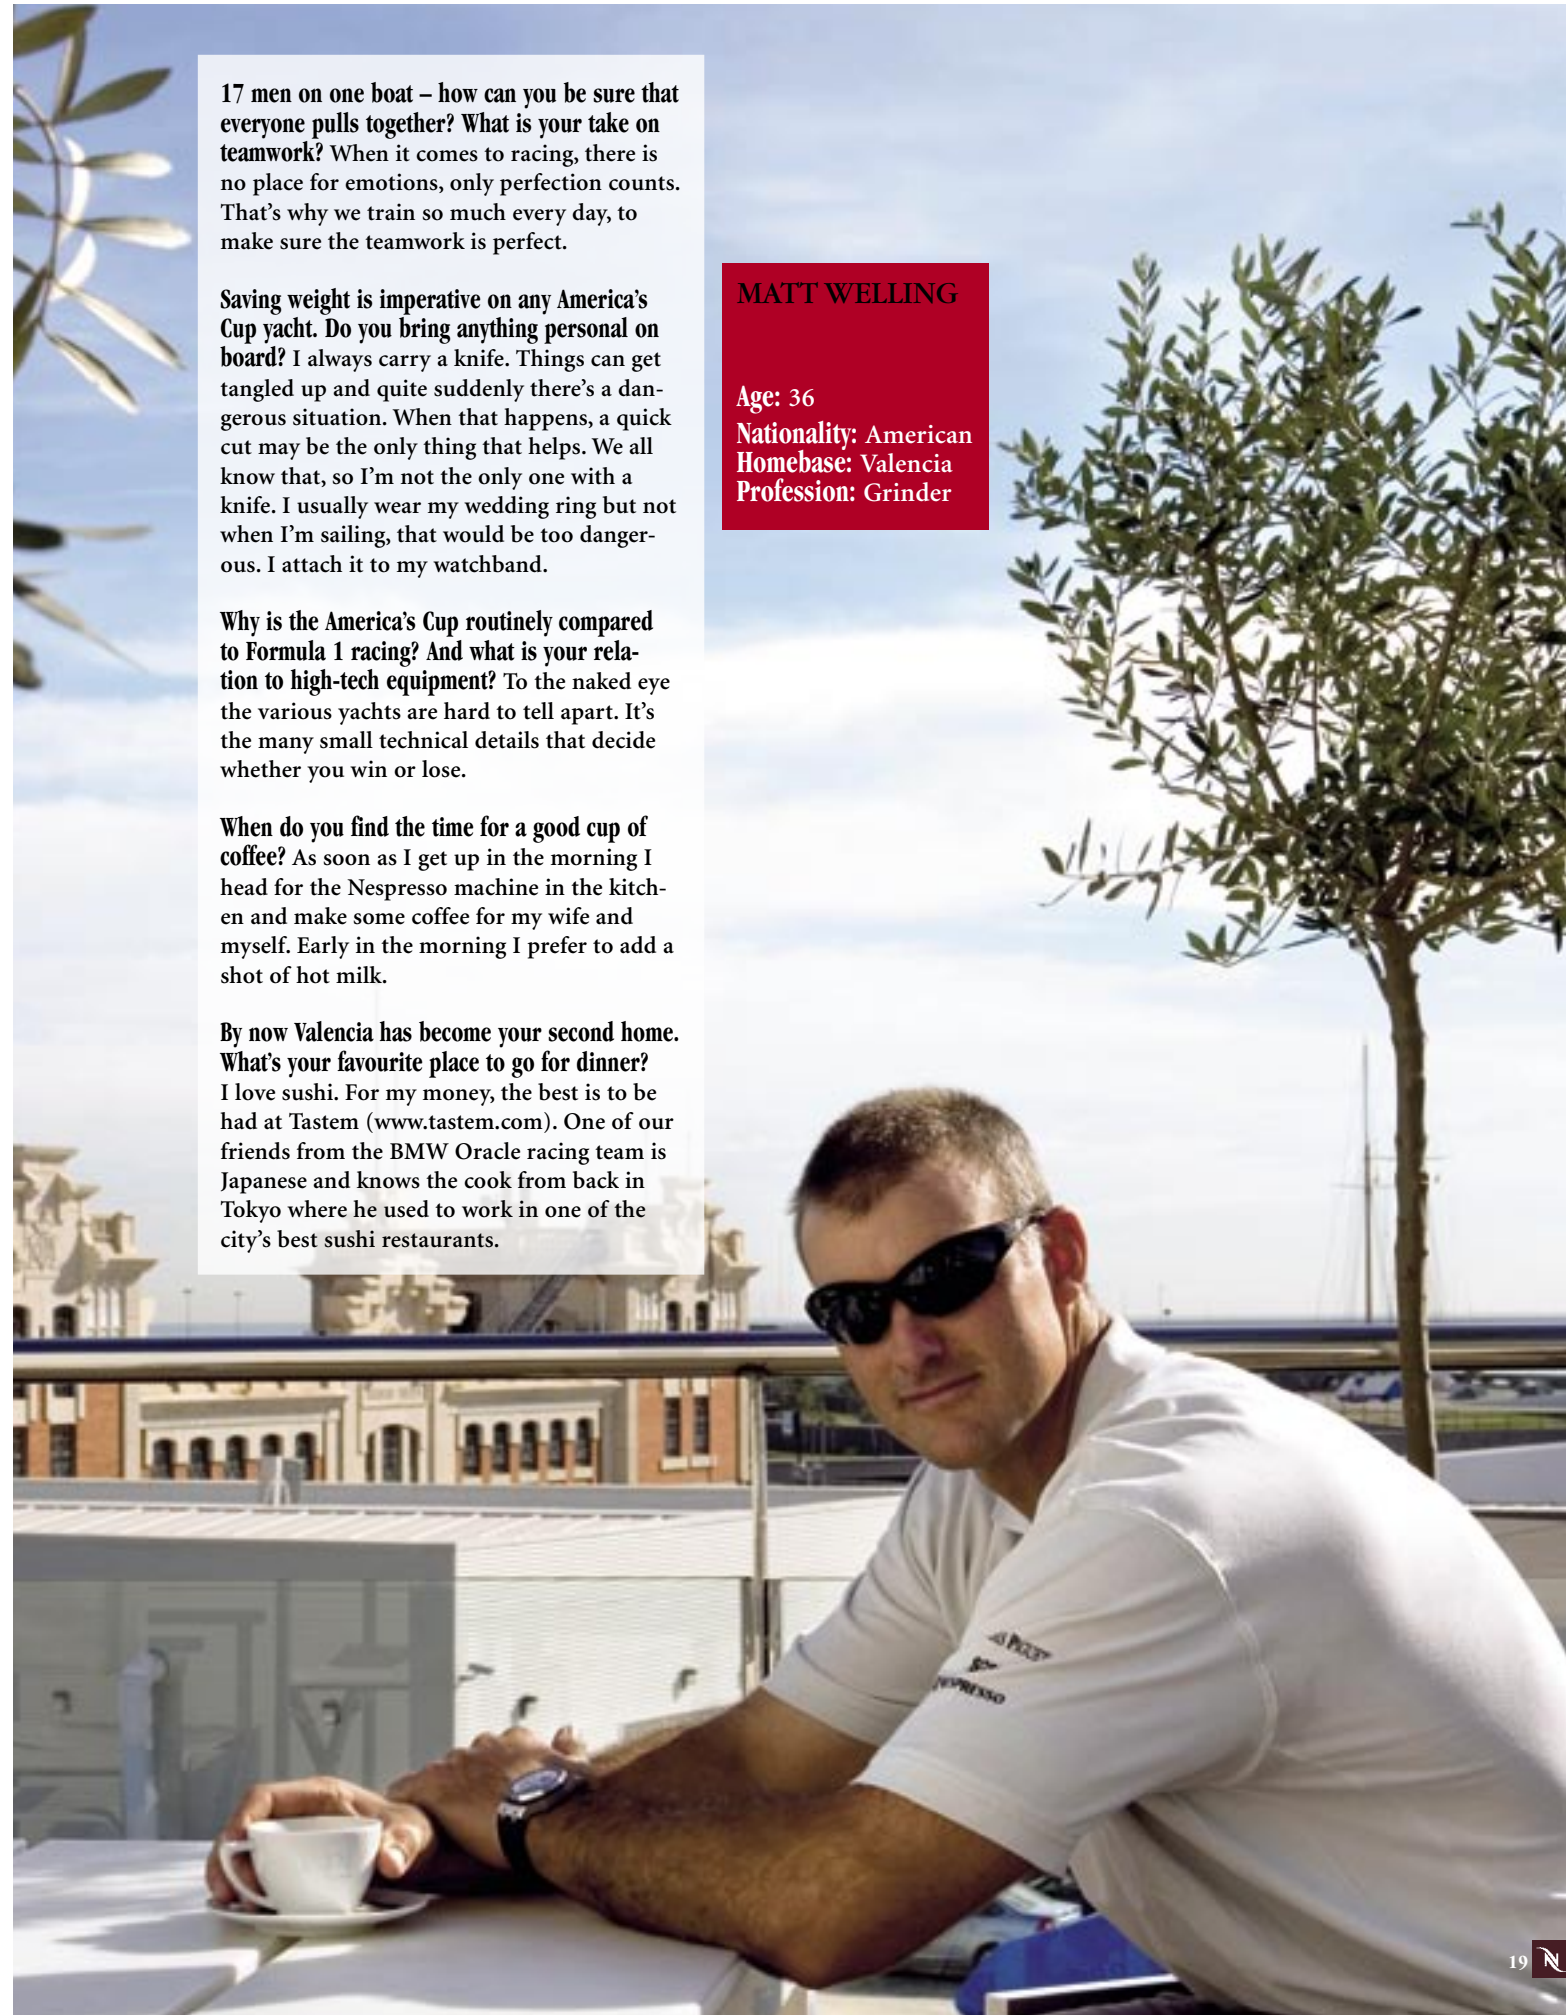 17 men on one boat – how can you be sure that
everyone pulls together? What is your take on
teamwork? When it comes to racing, there is
no place for emotions, only perfection counts.
That’s why we train so much every day, to
make sure the teamwork is perfect.
Saving weight is imperative on any America’s
Cup yacht. Do you bring anything personal on
board? I always carry a knife. Things can get
tangled up and quite suddenly there’s a dan-
gerous situation. When that happens, a quick
cut may be the only thing that helps. We all
know that, so I’m not the only one with a
knife. I usually wear my wedding ring but not
when I’m sailing, that would be too danger-
ous. I attach it to my watchband.
Why is the America’s Cup routinely compared
to Formula 1 racing? And what is your rela-
tion to high-tech equipment? To the naked eye
the various yachts are hard to tell apart. It’s
the many small technical details that decide
whether you win or lose.
When do you find the time for a good cup of
coffee? As soon as I get up in the morning I
head for the Nespresso machine in the kitch-
en and make some coffee for my wife and
myself. Early in the morning I prefer to add a
shot of hot milk.
By now Valencia has become your second home.
What’s your favourite place to go for dinner?
I love sushi. For my money, the best is to be
had at Tastem (www.tastem.com). One of our
friends from the BMW Oracle racing team is
Japanese and knows the cook from back in
Tokyo where he used to work in one of the
city’s best sushi restaurants.
MATT WELLING
Age: 36
Nationality: American
Homebase: Valencia
Profession: Grinder
PIGUET
19 N